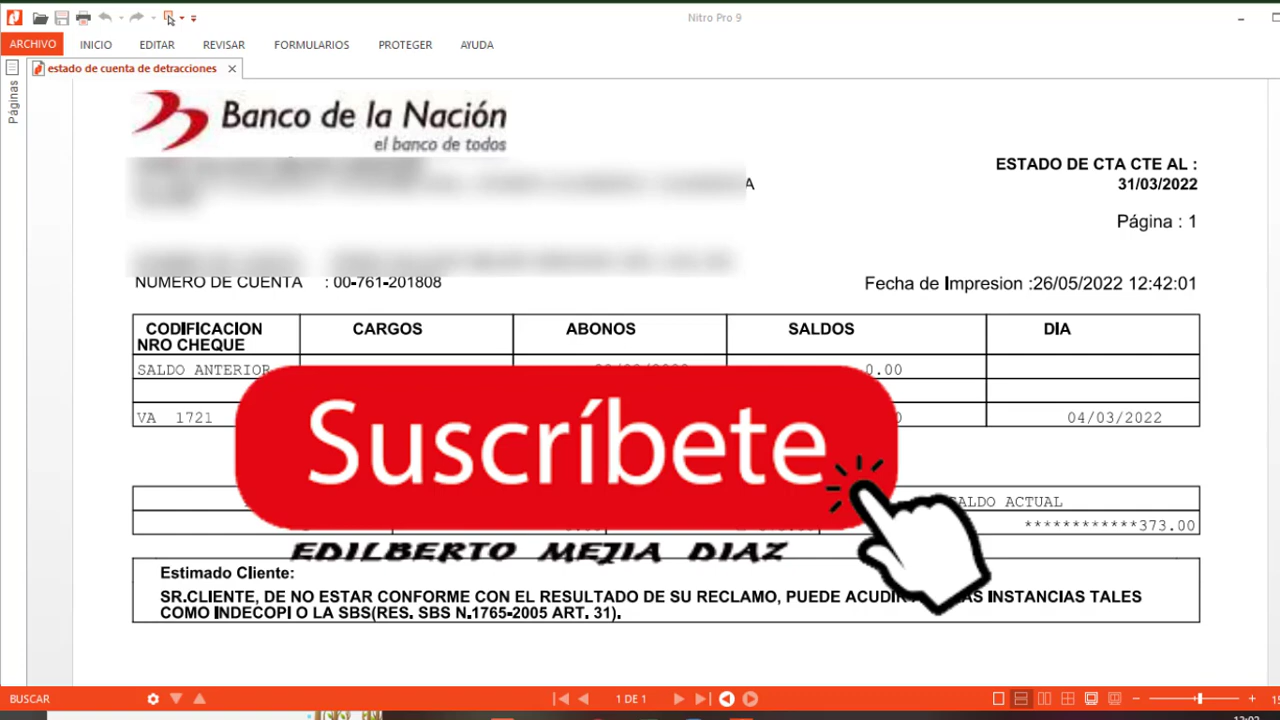 Nitro Pro 9
ARCHIVO INICIO EDITAR REVISAR FORMULARIOS PROTEGER AYUDA
estado de cuenta de detracciones
Páginas
Banco de la Nación
el banco de todos
ESTADO DE CTA CTE AL :
A
31/03/2022
Página : 1
NUMERO DE CUENTA : 00-761-201808
Fecha de Impresion :26/05/2022 12:42:01
CODIFICACION
NRO CHEQUE
CARGOS ABONOS SALDOS DIA
SALDO ANTERIOR 0.00
VA 1721 04/03/2022
Suscríbete
SALDO ACTUAL
************373.00
EDILBERTO MEJIA DIAZ
Estimado Cliente:
SR.CLIENTE, DE NO ESTAR CONFORME CON EL RESULTADO DE SU RECLAMO, PUEDE INSTANCIAS TALES
COMO INDECOPI O LA SBS(RES. SBS N.1765-2005 ART. 31).
BUSCAR 1 DE 1